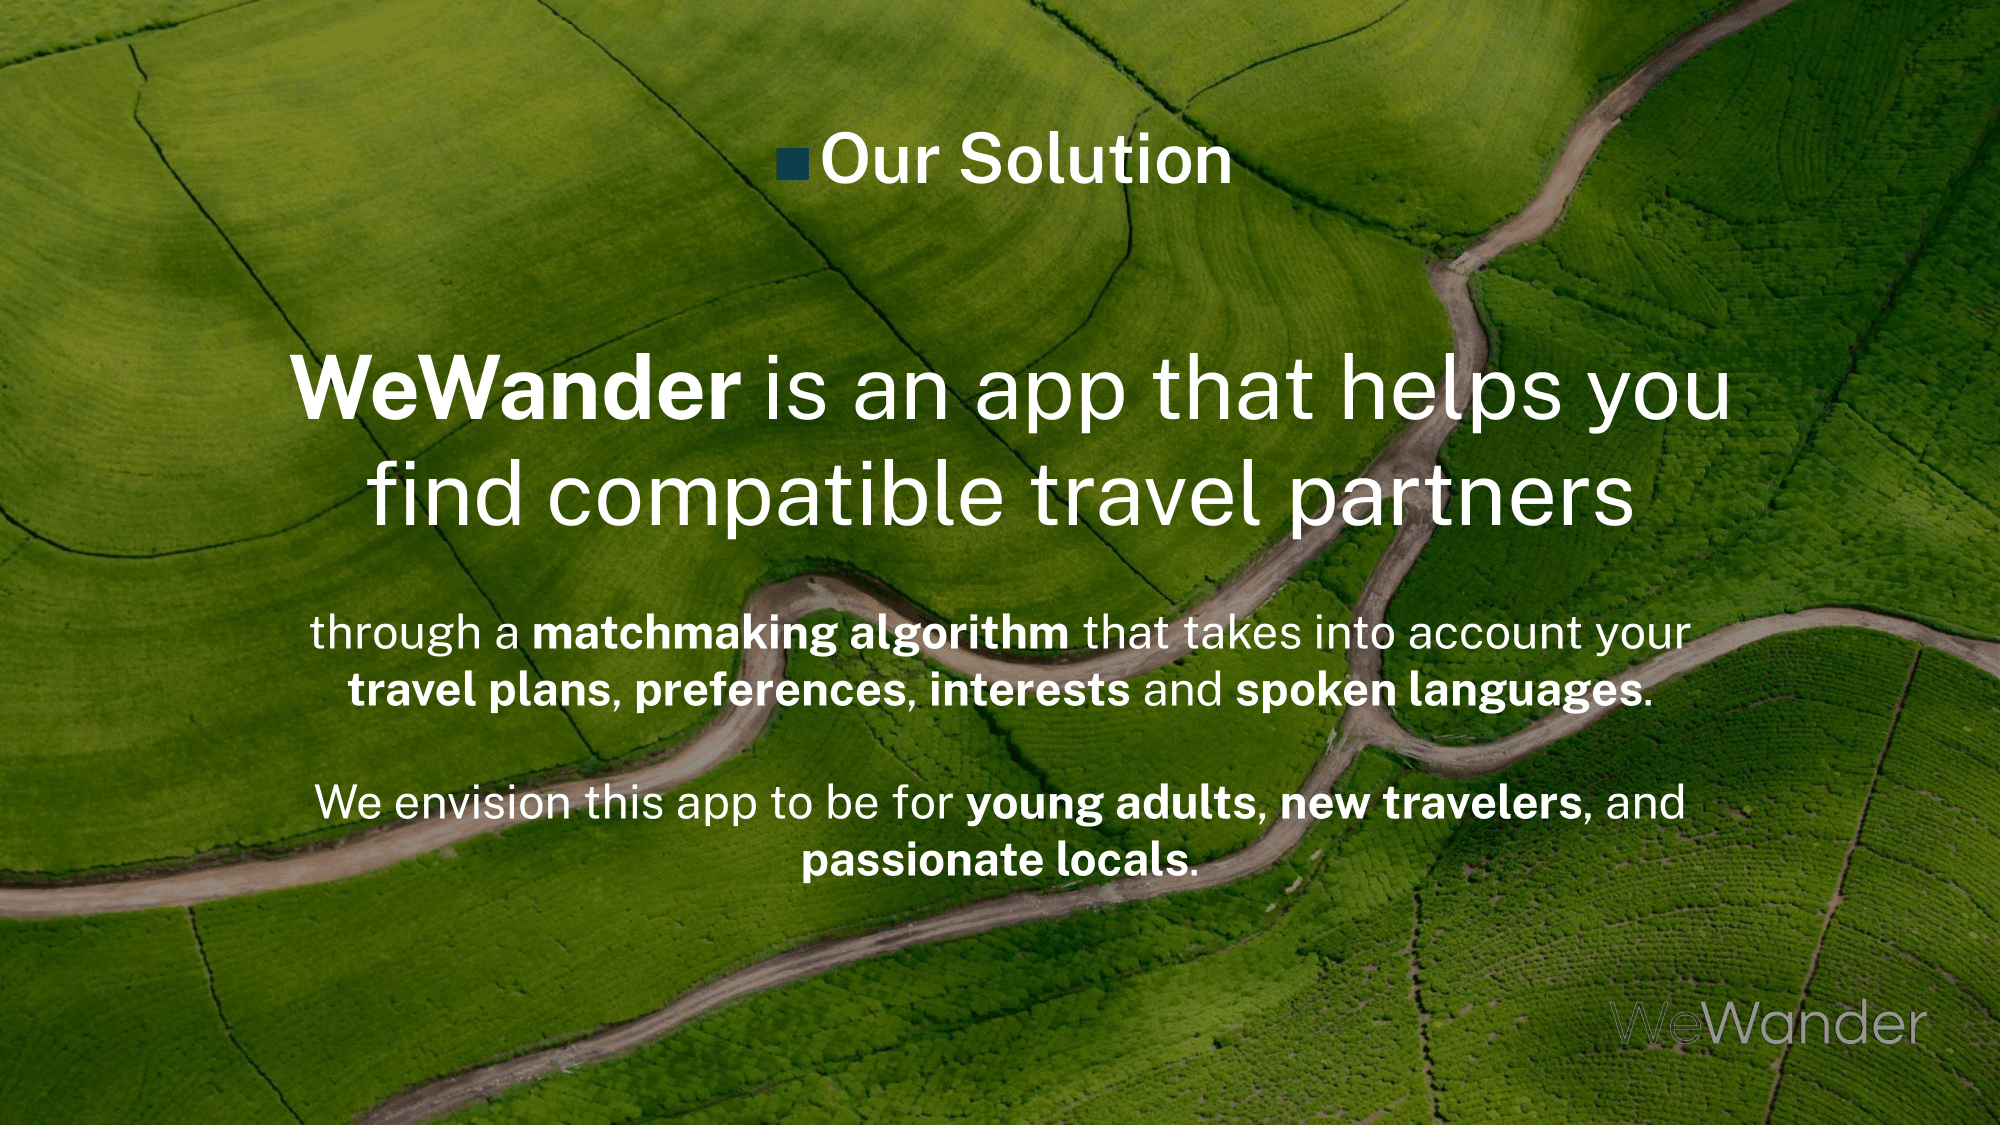 Our Solution
WeWander is an app that helps you
find compatible travel partners
through a matchmaking algorithm that takes into account your
travel plans, preferences, interests and spoken languages.
We envision this app to be for young adults, new travelers, and
passionate locals.
WeWander